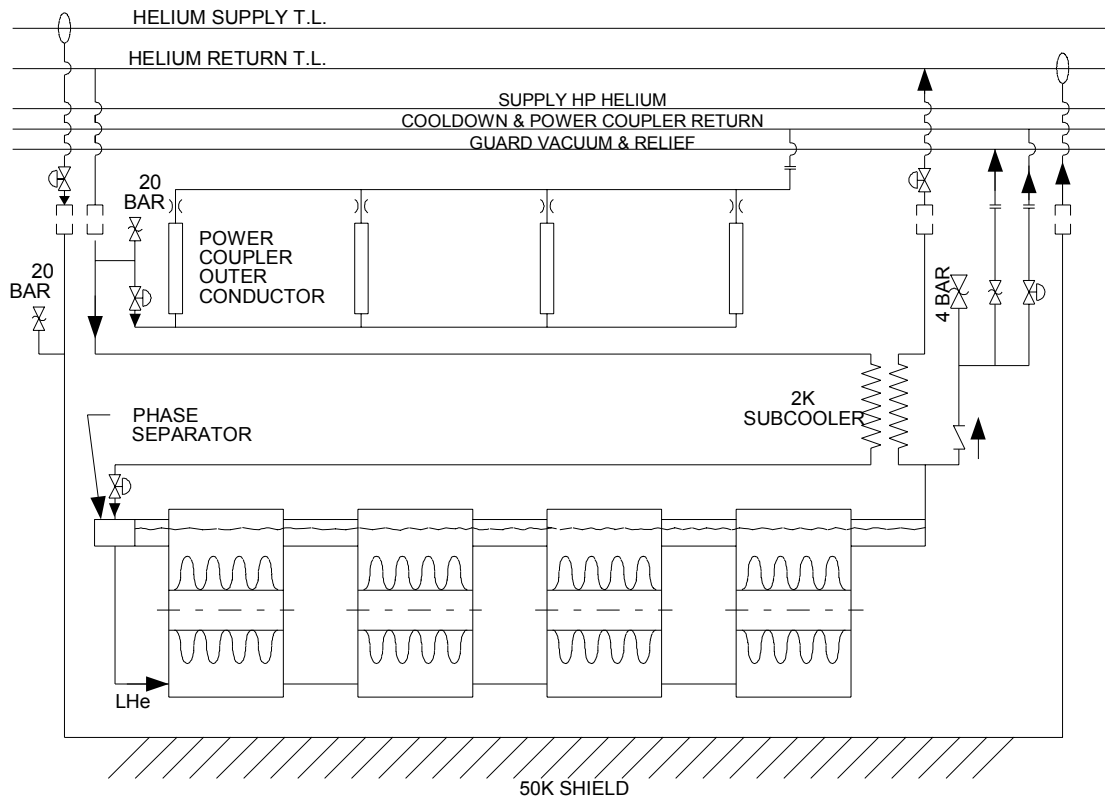 HELIUM SUPPLY T.L.
HELIUM RETURN T.L.
SUPPLY HP HELIUM
COOLDOWN & POWER COUPLER RETURN
GUARD VACUUM & RELIEF
20
BAR
POWER
COUPLER
OUTER
CONDUCTOR
20
BAR
4 BAR
2K
SUBCOOLER
PHASE
SEPARATOR
LHe
50K SHIELD